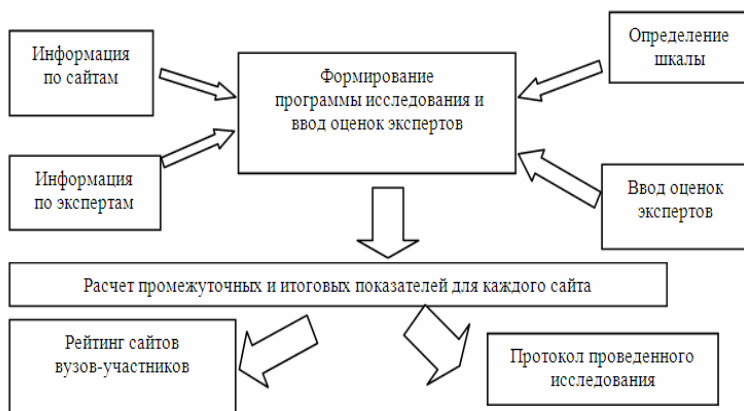 Информация
по сайтам
Формирование
программы исследования и
ввод оценок экспертов
Определение
шкалы
Информация
по экспертам
Ввод оценок
экспертов
Расчет промежуточных и итоговых показателей для каждого сайта
Рейтинг сайтов
вузов-участников
Протокол проведенного
исследования